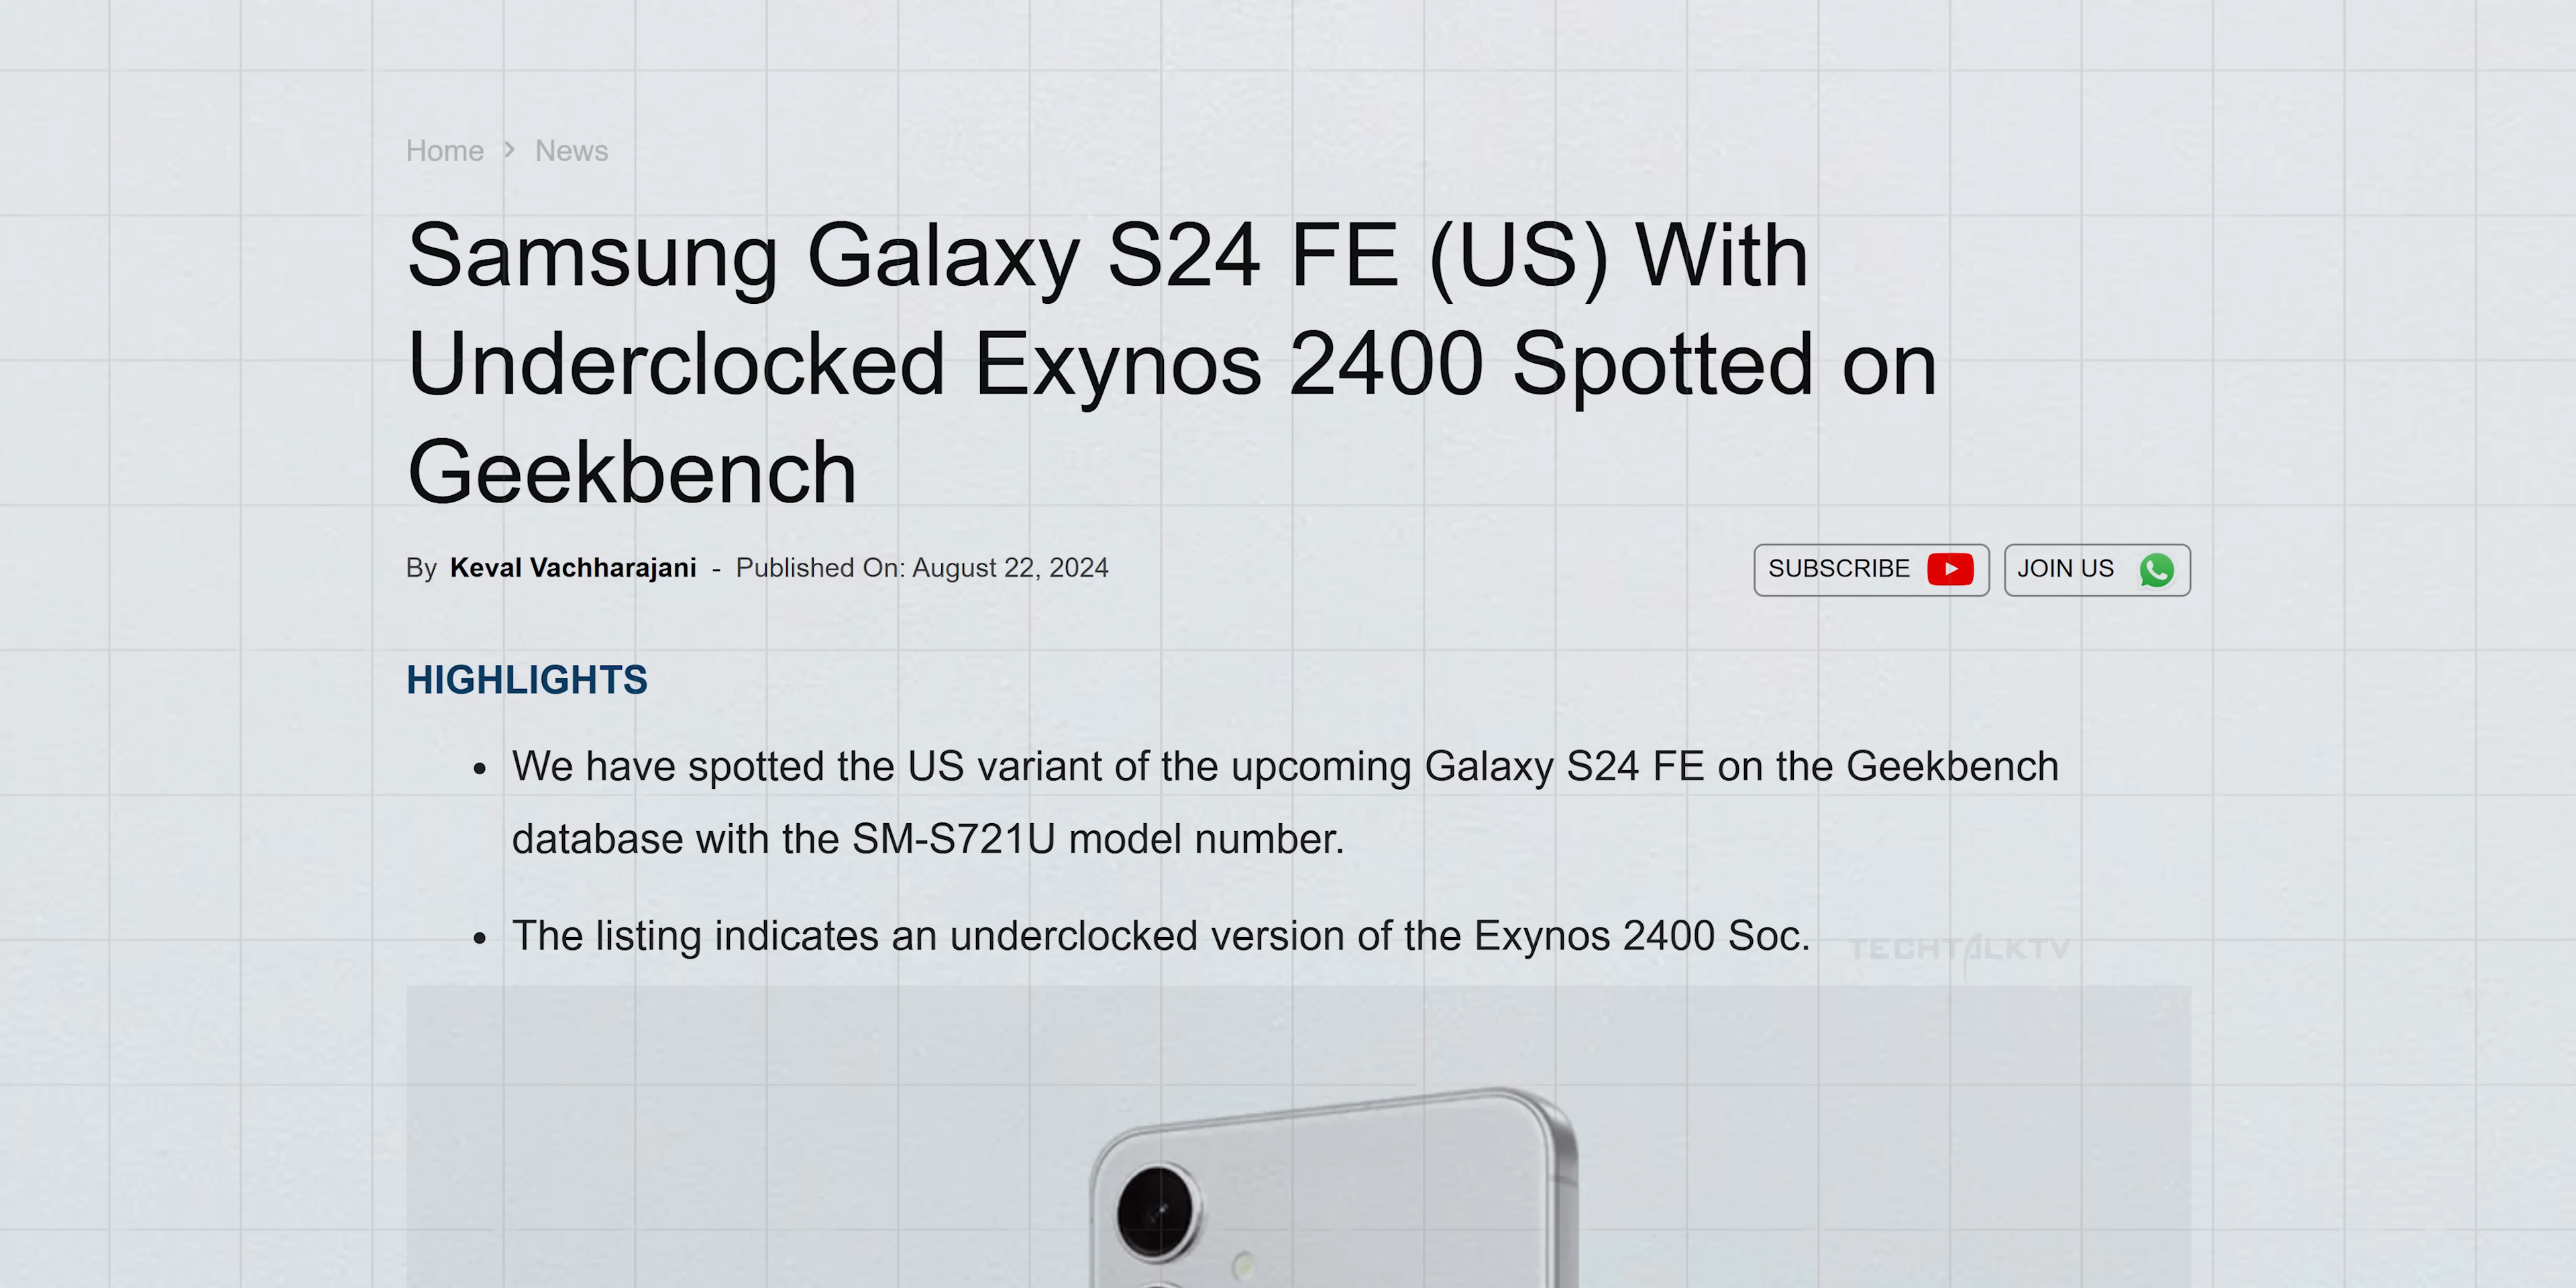 Home > News
Samsung Galaxy S24 FE (US) With
Underclocked Exynos 2400 Spotted on
Geekbench
By Keval Vachharajani - Published On: August 22, 2024
SUBSCRIBE JOIN US
HIGHLIGHTS
• We have spotted the US variant of the upcoming Galaxy S24 FE on the Geekbench
database with the SM-S721U model number.
• The listing indicates an underclocked version of the Exynos 2400 Soc.
TECHTALKTV